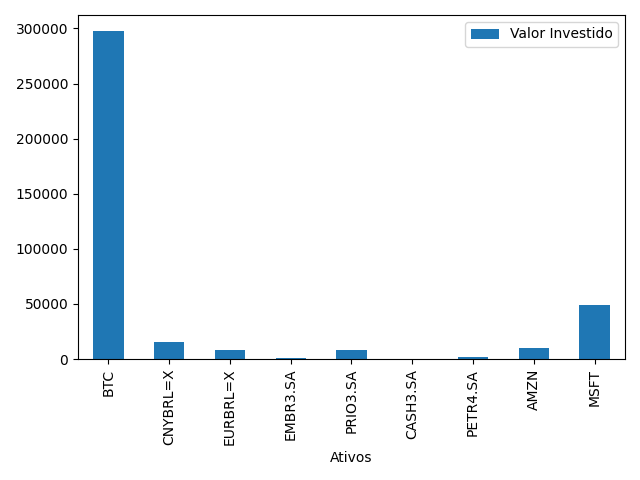 Valor Investido
300000
250000
200000
150000
100000
50000
0
BTC
CNYBRL=X
EURBRL=X
EMBR3.SA
PRIO3.SA
CASH3.SA
PETR4.SA
AMZN
MSFT
Ativos